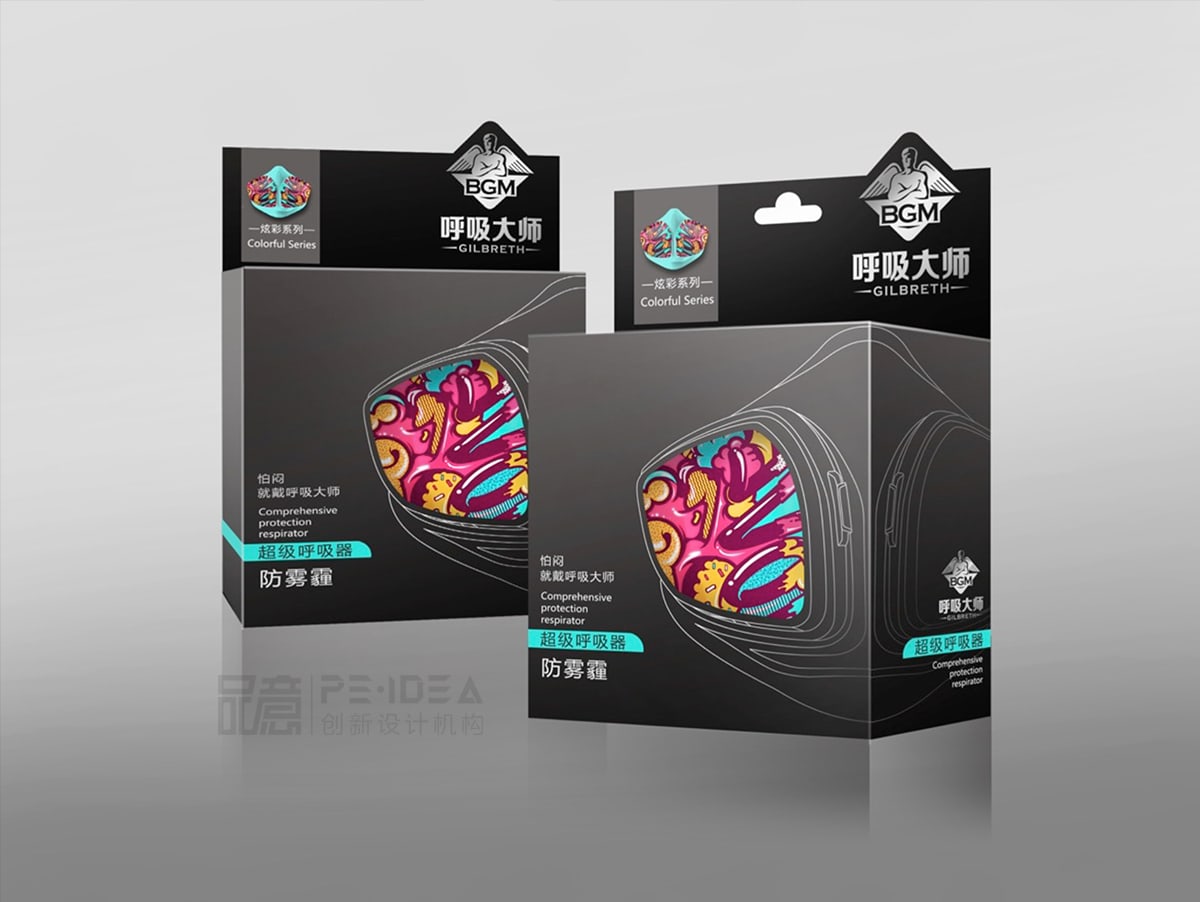 炫彩系列
Colorful Series
BGM
呼吸大师
GILBRETH
怕闷
就戴呼吸大师
Comprehensive
protection
respirator
超级呼吸器
防雾霾
炫彩系列
Colorful Series
BGM
呼吸大师
GILBRETH
怕闷
就戴呼吸大师
Comprehensive
protection
respirator
超级呼吸器
防雾霾
BGM
呼吸大师
GILBRETH
超级呼吸器
Comprehensive
protection
respirator
品意 PE·IDEA
创新设计机构